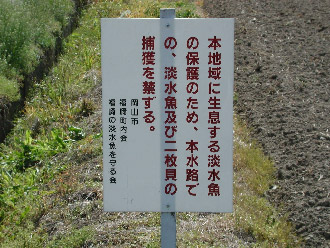 本地域に生息する淡水魚
の保護のため、本水路で
の、淡水魚及び二枚貝の
捕獲を禁ずる。
岡山市
福崎町内会
福崎の淡水魚を守る会